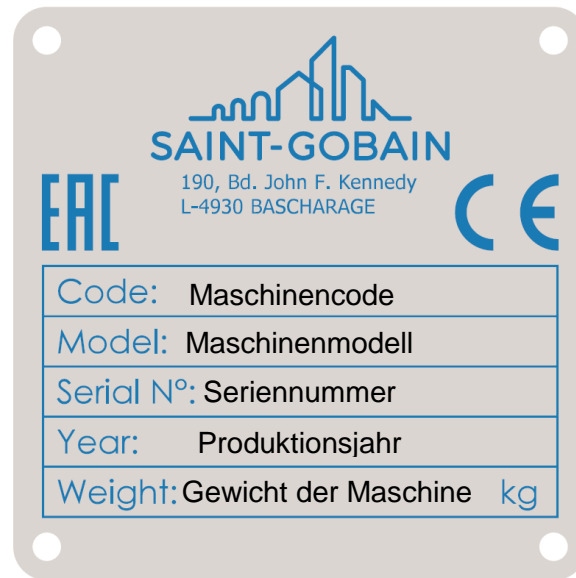 SAINT-GOBAIN
190, Bd. John F. Kennedy
L-4930 BASCHARAGE
EAC CE
Code: Maschinencode
Model: Maschinenmodell
Serial N°: Seriennummer
Year: Produktionsjahr
Weight: Gewicht der Maschine kg